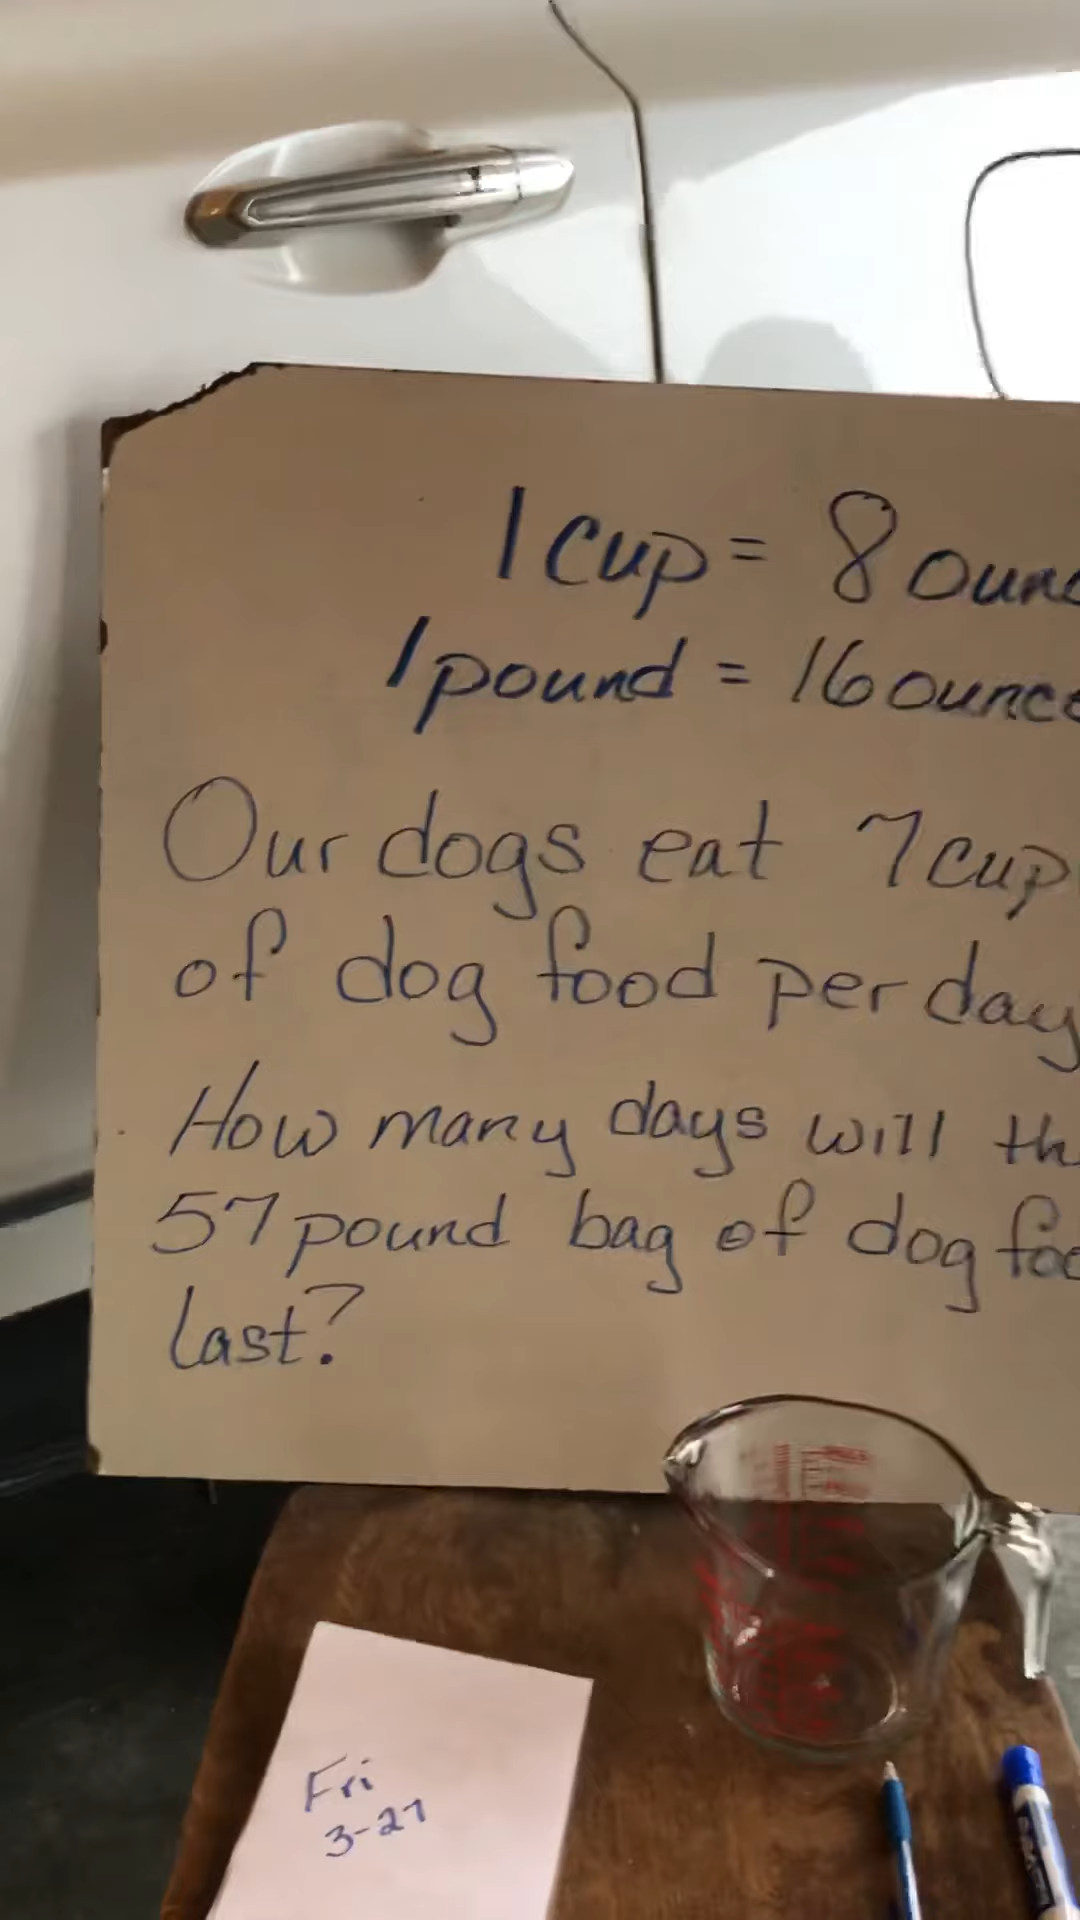 1 cup = 8 ounc
1 pound = 16 ounce
Our dogs eat 7 cup
of dog food per day
How many days will th
57 pound bag of dog foo
last?
Fri
3-27